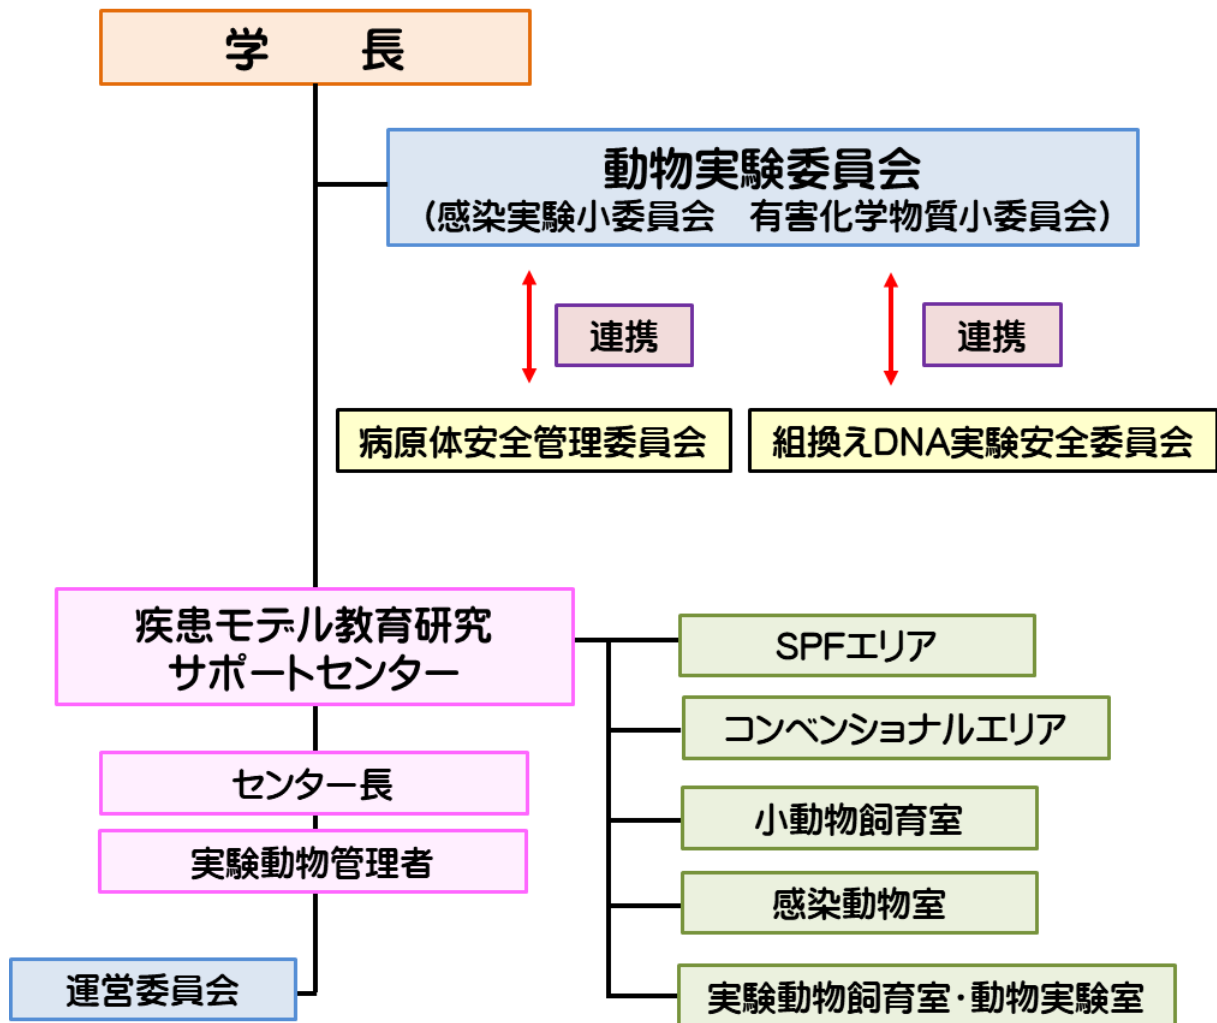 学　長
動物実験委員会
（感染実験小委員会　有害化学物質小委員会）
連携
連携
病原体安全管理委員会
組換えDNA実験安全委員会
疾患モデル教育研究
サポートセンター
センター長
実験動物管理者
運営委員会
SPFエリア
コンベンショナルエリア
小動物飼育室
感染動物室
実験動物飼育室・動物実験室